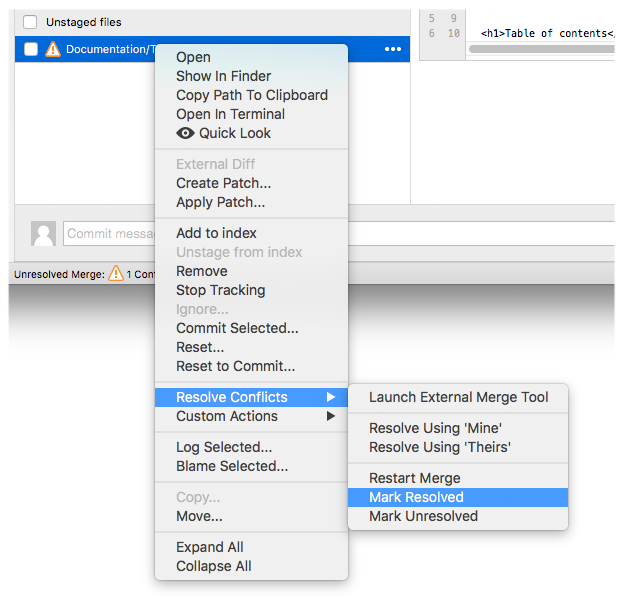 Unstaged files
Documentation/T
5 9
6 10 <h1>Table of contents<
Open
Show In Finder
Copy Path To Clipboard
Open In Terminal
Quick Look
External Diff
Create Patch...
Apply Patch...
Commit messa
Add to index
Unstage from index
Unresolved Merge: 1 Con
Remove
Stop Tracking
Ignore...
Commit Selected...
Reset...
Reset to Commit...
Resolve Conflicts
Custom Actions
Log Selected...
Blame Selected...
Copy...
Move...
Expand All
Collapse All
Launch External Merge Tool
Resolve Using 'Mine'
Resolve Using 'Theirs'
Restart Merge
Mark Resolved
Mark Unresolved